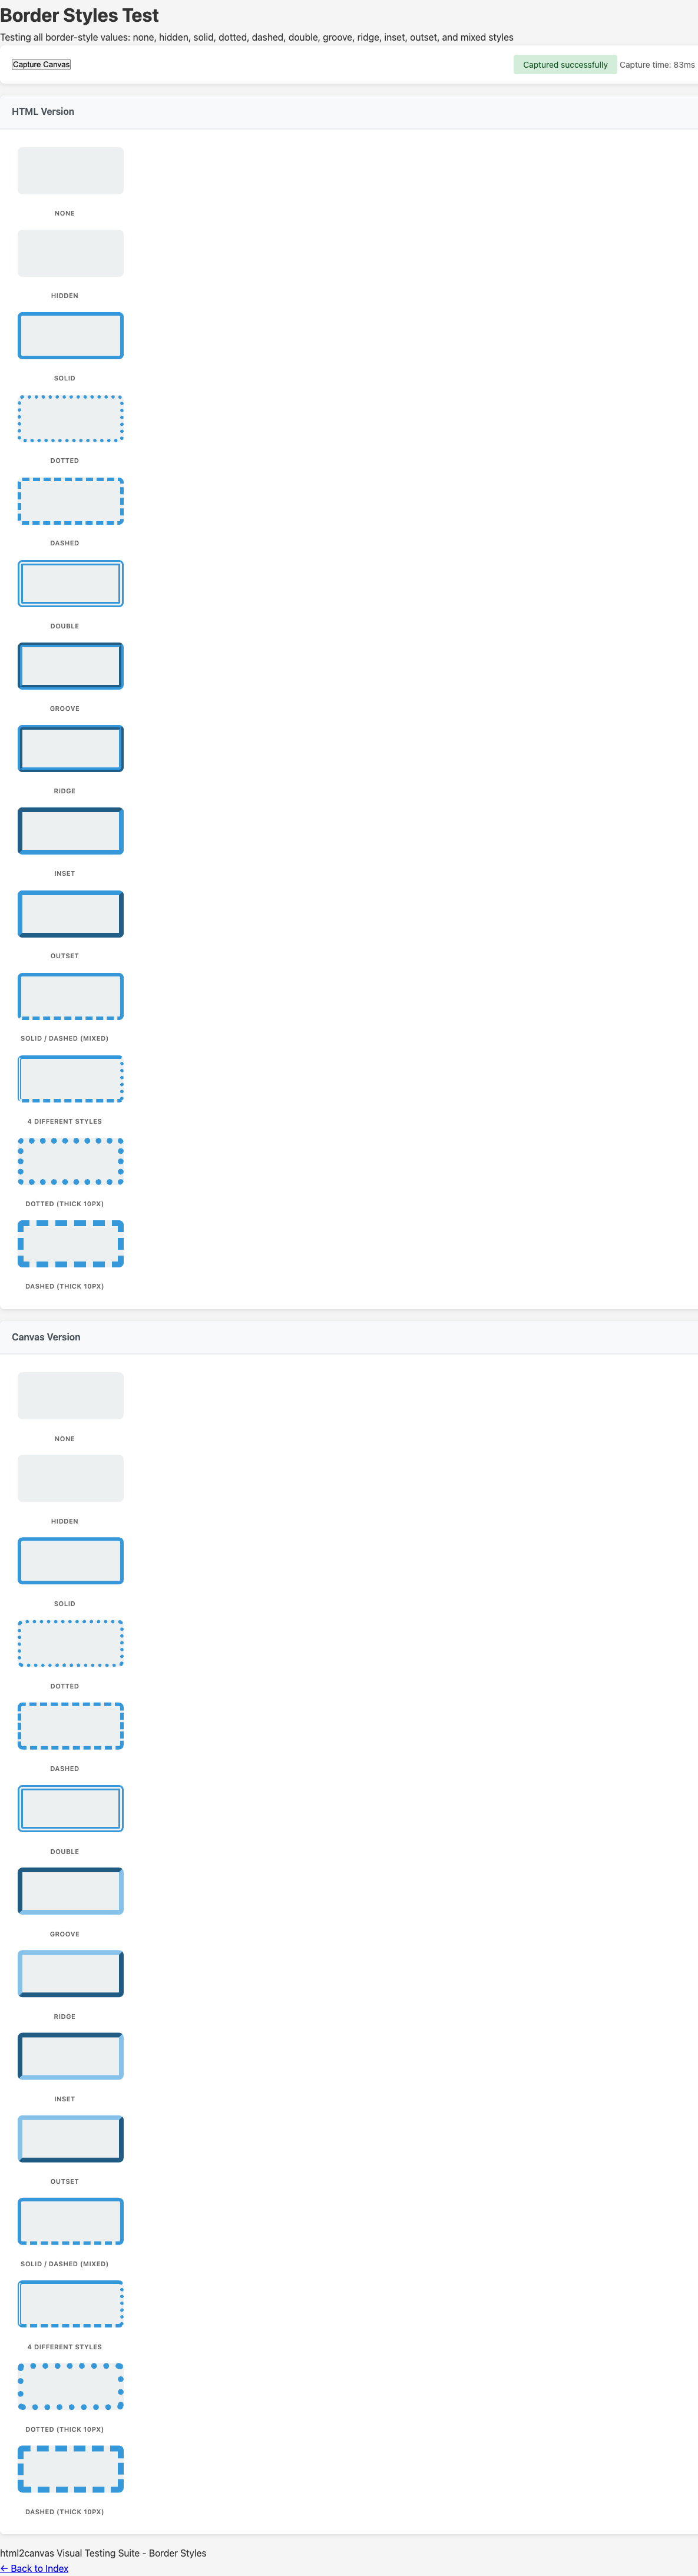 Border Styles Test
Testing all border-style values: none, hidden, solid, dotted, dashed, double, groove, ridge, inset, outset, and mixed styles
Capture Canvas
Captured successfully Capture time: 83ms
HTML Version
NONE
HIDDEN
SOLID
DOTTED
DASHED
DOUBLE
GROOVE
RIDGE
INSET
OUTSET
SOLID / DASHED (MIXED)
4 DIFFERENT STYLES
DOTTED (THICK 10PX)
DASHED (THICK 10PX)
Canvas Version
NONE
HIDDEN
SOLID
DOTTED
DASHED
DOUBLE
GROOVE
RIDGE
INSET
OUTSET
SOLID / DASHED (MIXED)
4 DIFFERENT STYLES
DOTTED (THICK 10PX)
DASHED (THICK 10PX)
html2canvas Visual Testing Suite - Border Styles
← Back to Index